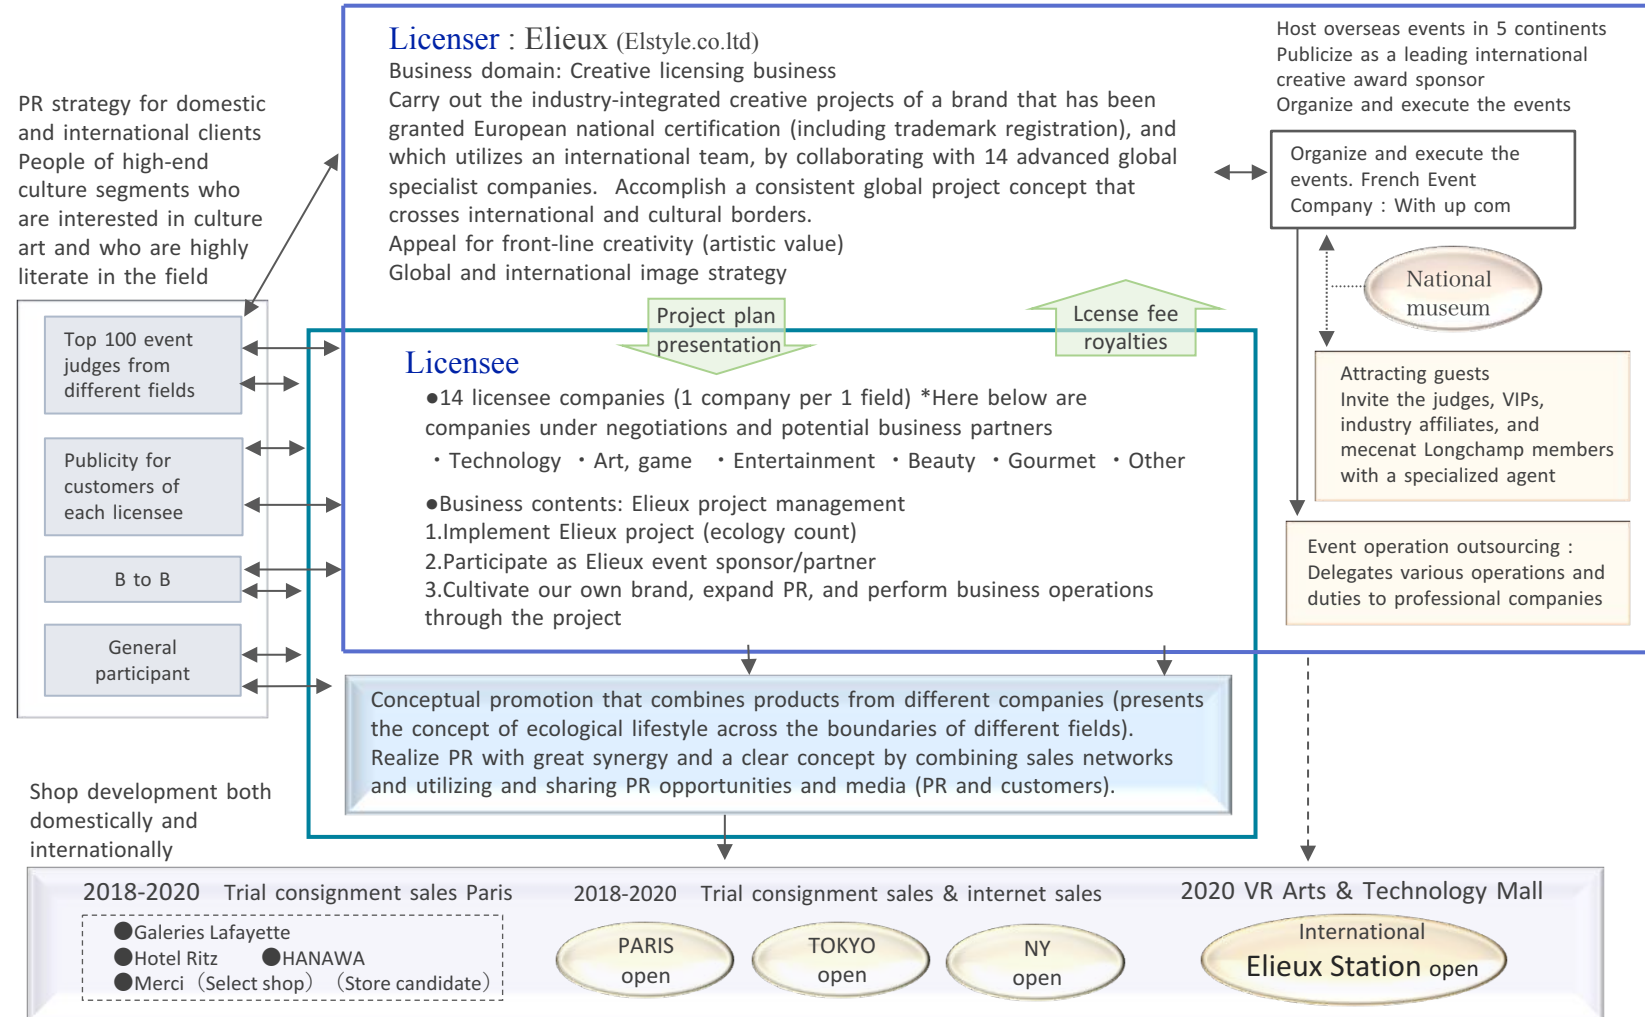 Licenser : Elieux (Elstyle.co.ltd)
Business domain: Creative licensing business
Carry out the industry-integrated creative projects of a brand that has been
granted European national certification (including trademark registration), and
which utilizes an international team, by collaborating with 14 advanced global
specialist companies. Accomplish a consistent global project concept that
crosses international and cultural borders.
Appeal for front-line creativity (artistic value)
Global and international image strategy
Host overseas events in 5 continents
Publicize as a leading international
creative award sponsor
Organize and execute the events
Organize and execute the
events. French Event
Company : With up com
National
museum
Attracting guests
Invite the judges, VIPs,
industry affiliates, and
mecenat Longchamp members
with a specialized agent
Event operation outsourcing :
Delegates various operations and
duties to professional companies
PR strategy for domestic
and international clients
People of high-end
culture segments who
are interested in culture
art and who are highly
literate in the field
Top 100 event
judges from
different fields
Publicity for
customers of
each licensee
B to B
General
participant
Project plan
presentation
Lcense fee
royalties
Licensee
●14 licensee companies (1 company per 1 field) *Here below are
companies under negotiations and potential business partners
・Technology ・Art, game ・Entertainment ・Beauty ・Gourmet ・Other
●Business contents: Elieux project management
1.Implement Elieux project (ecology count)
2.Participate as Elieux event sponsor/partner
3.Cultivate our own brand, expand PR, and perform business operations
through the project
Conceptual promotion that combines products from different companies (presents
the concept of ecological lifestyle across the boundaries of different fields).
Realize PR with great synergy and a clear concept by combining sales networks
and utilizing and sharing PR opportunities and media (PR and customers).
Shop development both
domestically and
internationally
2018-2020 Trial consignment sales Paris
●Galeries Lafayette
●Hotel Ritz ●HANAWA
●Merci（Select shop）（Store candidate）
2018-2020 Trial consignment sales & internet sales
PARIS
open
TOKYO
open
NY
open
2020 VR Arts & Technology Mall
International
Elieux Station open